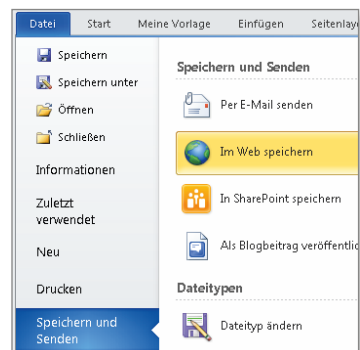 Datei Start Meine Vorlage Einfügen Seitenlay
Speichern
Speichern unter
Öffnen
Schließen
Informationen
Zuletzt
verwendet
Neu
Drucken
Speichern und
Senden
Speichern und Senden
Per E-Mail senden
Im Web speichern
In SharePoint speichern
Als Blogbeitrag veröffentlic
Dateitypen
Dateityp ändern